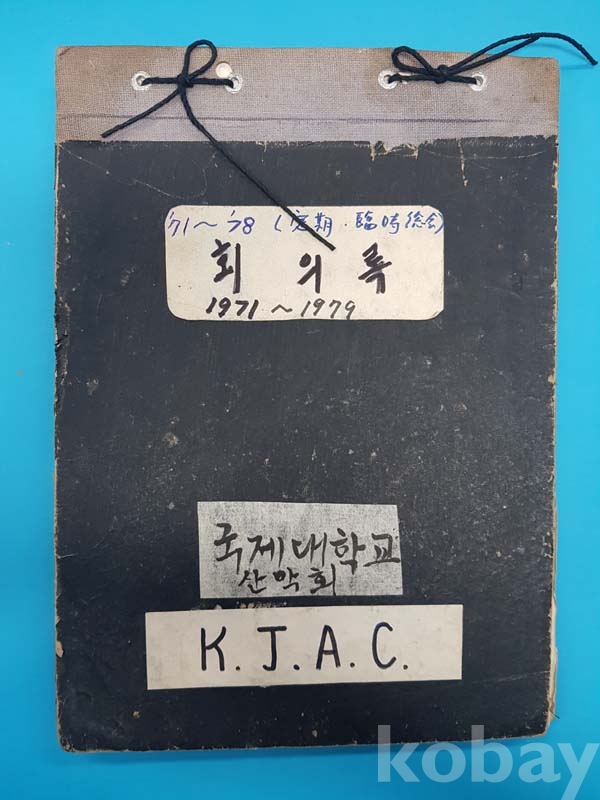 '71~'78 (定期·臨時総会)
회의록
1971~1979
국제대학교
산악회
K.J.A.C.
kobay